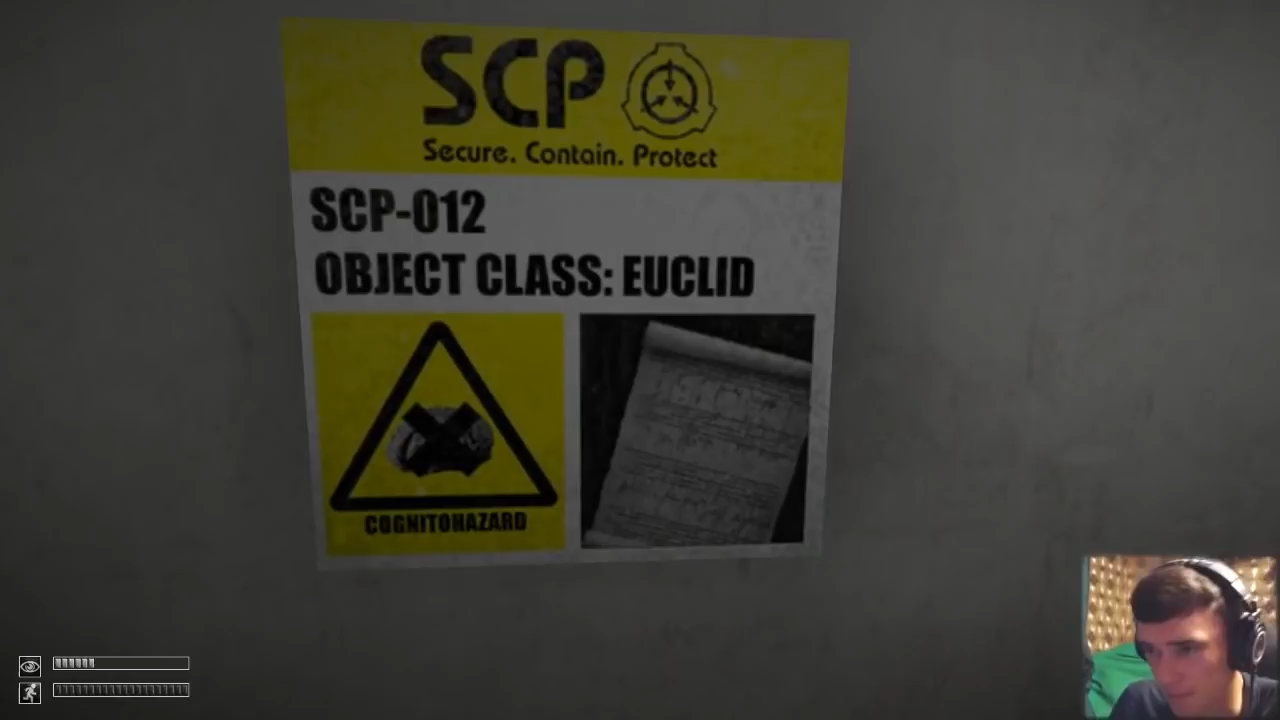 SCP
Secure. Contain. Protect
SCP-012
OBJECT CLASS: EUCLID
COGNITOHAZARD